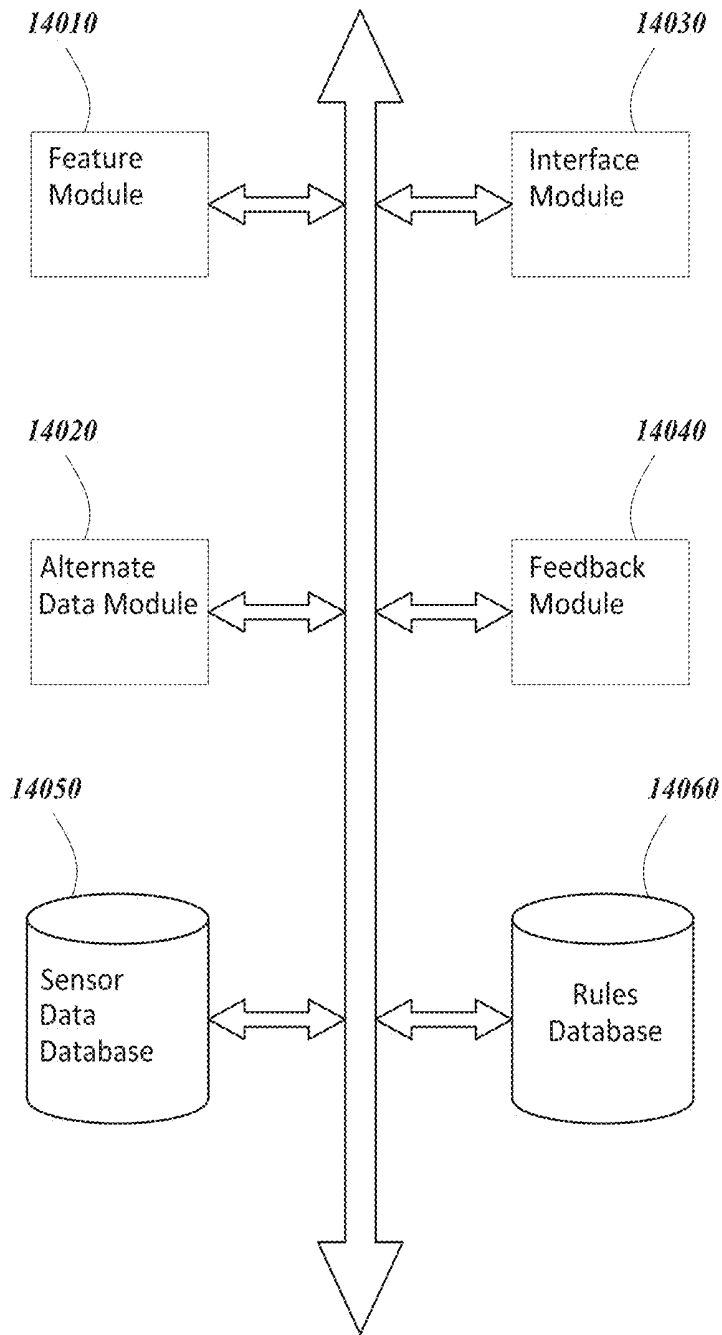 14010
14030
Feature
Module
Interface
Module
14020
14040
Alternate
Data Module
Feedback
Module
14050
14060
Sensor
Data
Database
Rules
Database